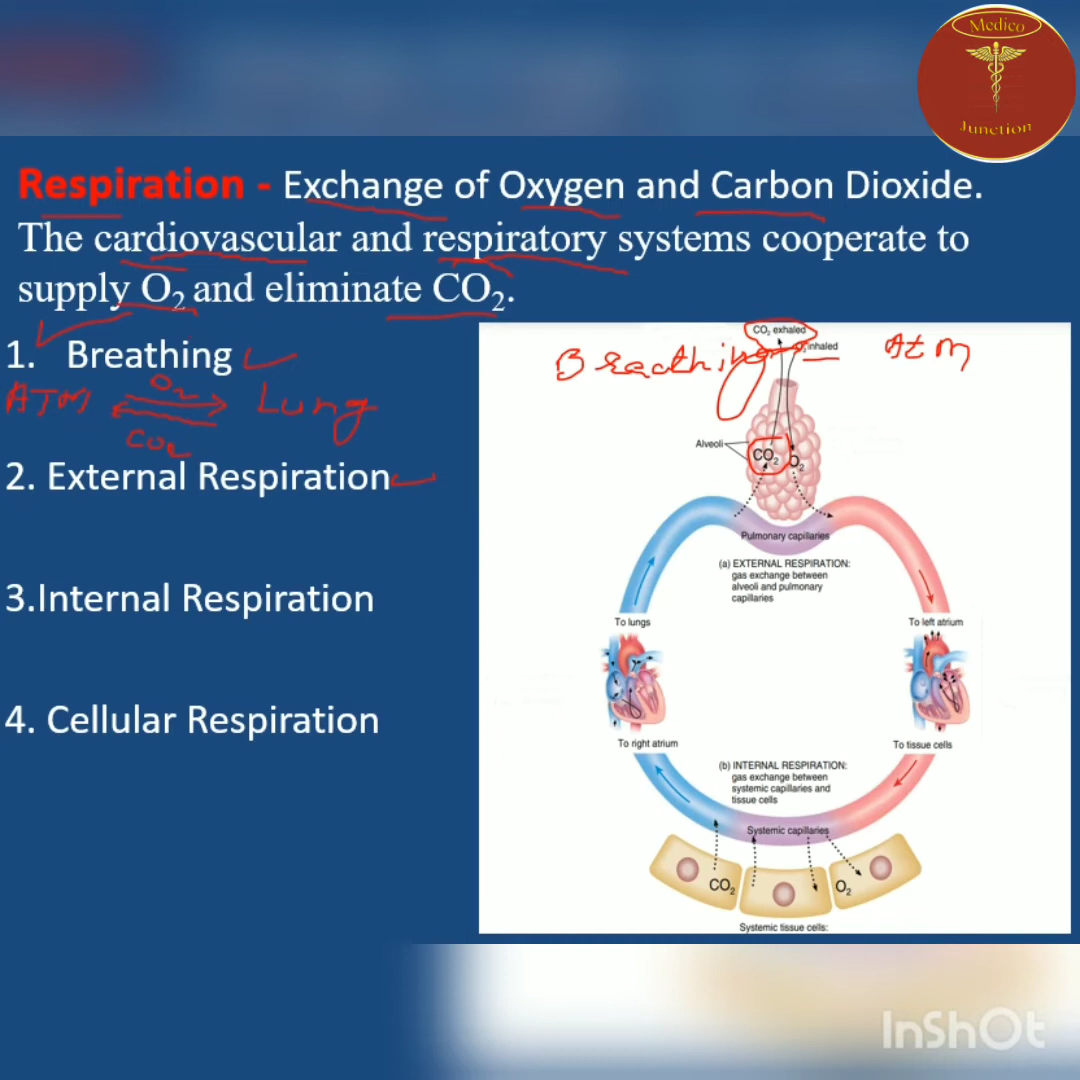 Medico
Junction
Respiration - Exchange of Oxygen and Carbon Dioxide.
The cardiovascular and respiratory systems cooperate to
supply O₂ and eliminate CO₂.
1. Breathing
ATM O₂ CO₂ Lung
2. External Respiration
3.Internal Respiration
4. Cellular Respiration
CO₂ exhaled
O₂ inhaled
Breathing Atm
Alveoli
CO₂ O₂
Pulmonary capillaries
(a) EXTERNAL RESPIRATION:
gas exchange between
alveoli and pulmonary
capillaries
To lungs
To left atrium
To right atrium
To tissue cells
(b) INTERNAL RESPIRATION:
gas exchange between
systemic capillaries and
tissue cells
Systemic capillaries
CO₂ O₂
Systemic tissue cells:
InShOt